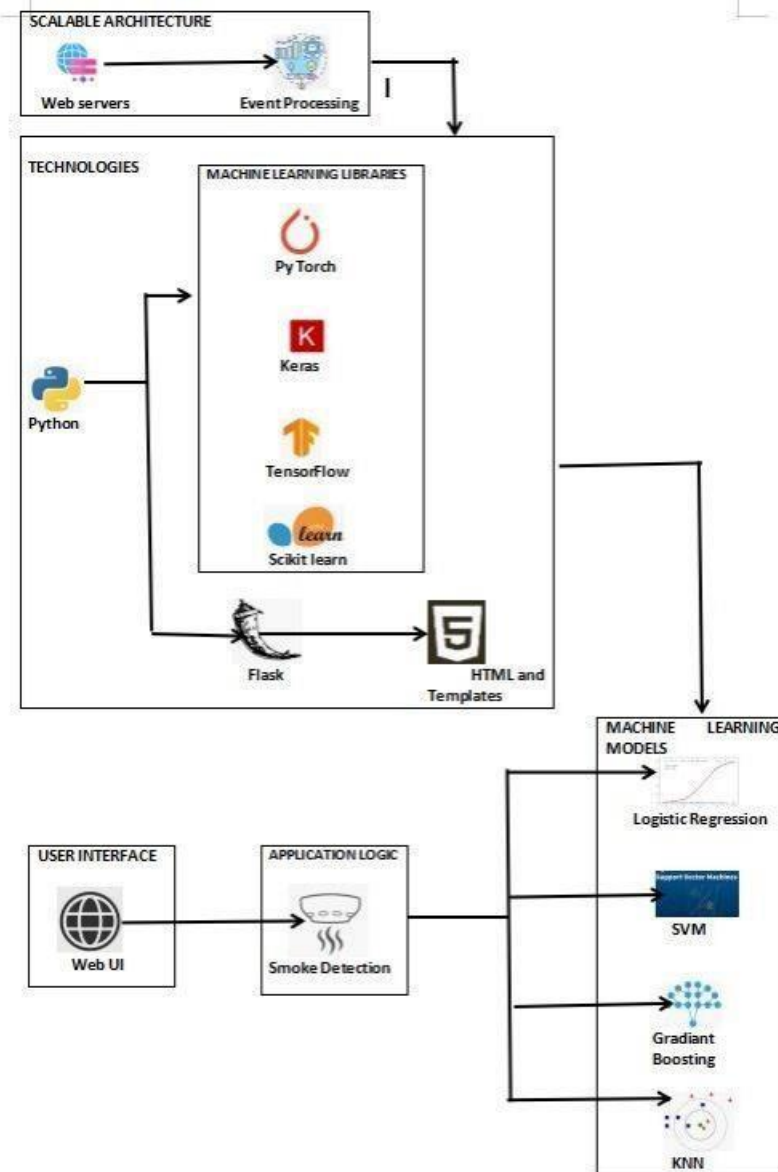 SCALABLE ARCHITECTURE
Web servers
Event Processing
TECHNOLOGIES
MACHINE LEARNING LIBRARIES
Py Torch
K
Keras
Python
TensorFlow
learn
Scikit learn
5
Flask
HTML and
Templates
MACHINE LEARNING
MODELS
Logistic Regression
USER INTERFACE
APPLICATION LOGIC
Support Vector Machines
SVM
Web UI
Smoke Detection
Gradiant
Boosting
KNN